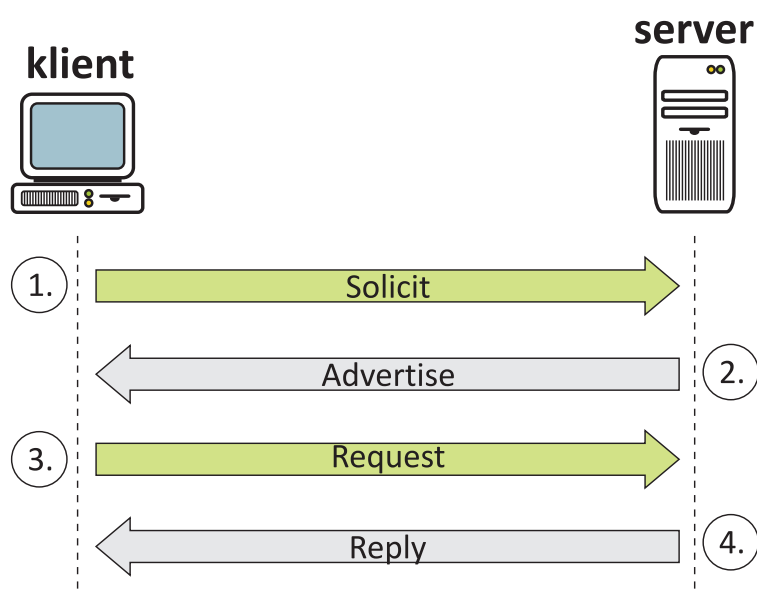 klient
server
1.
Solicit
Advertise
2.
3.
Request
Reply
4.